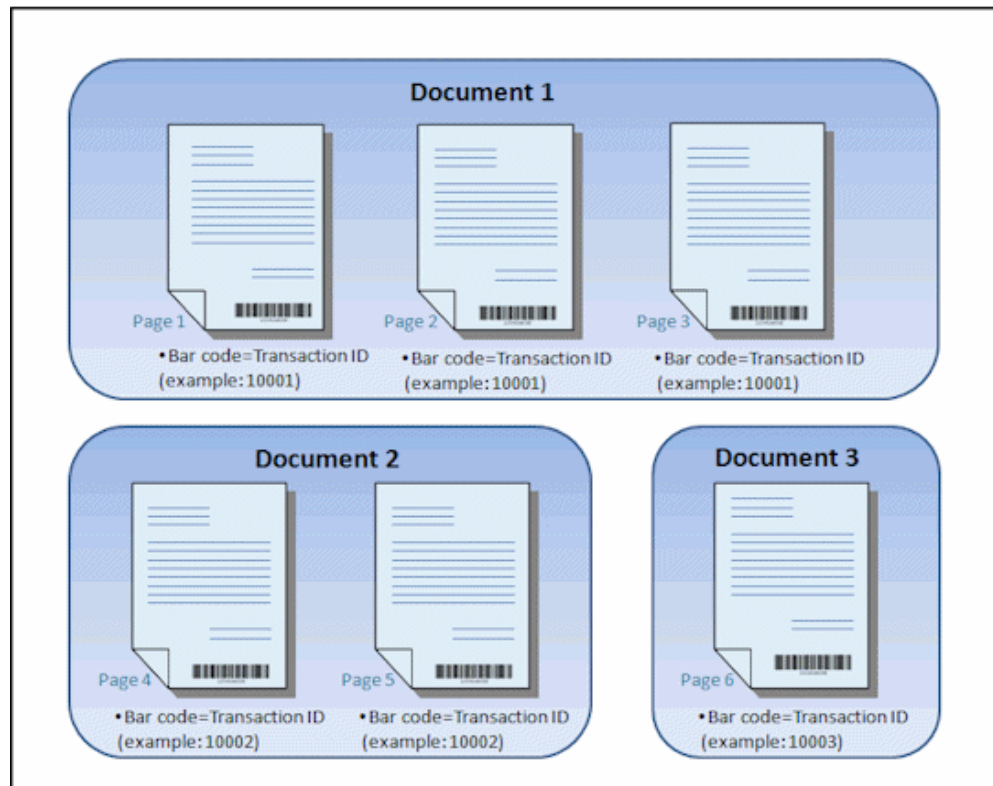 Document 1
Page 1
Page 2
Page 3
•Bar code=Transaction ID
(example:10001)
•Bar code=Transaction ID
(example:10001)
•Bar code=Transaction ID
(example:10001)
Document 2
Page 4
Page 5
•Bar code=Transaction ID
(example:10002)
•Bar code=Transaction ID
(example:10002)
Document 3
Page 6
•Bar code=Transaction ID
(example:10003)